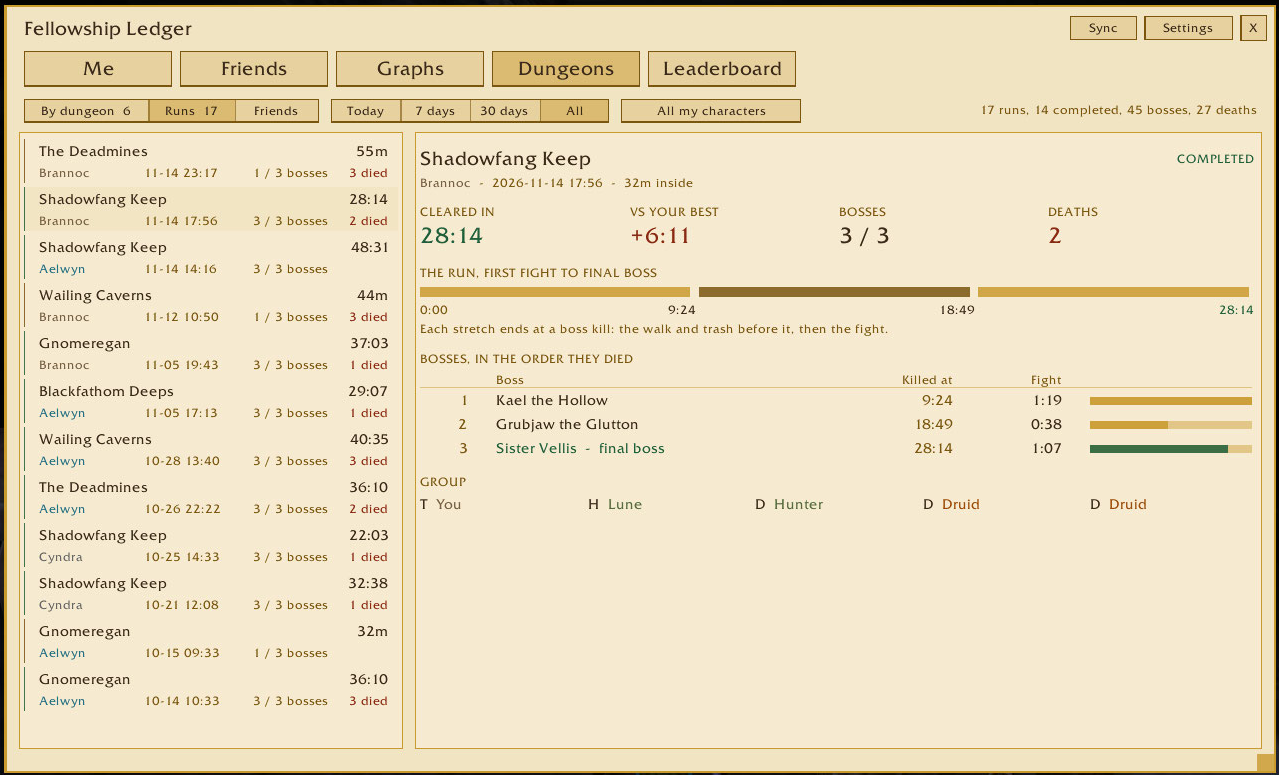 Fellowship Ledger
Sync Settings X
Me Friends Graphs Dungeons Leaderboard
By dungeon 6 Runs 17 Friends Today 7 days 30 days All All my characters 17 runs, 14 completed, 45 bosses, 27 deaths
The Deadmines 55m
Brannoc 11-14 23:17 1 / 3 bosses 3 died
Shadowfang Keep 28:14
Brannoc 11-14 17:56 3 / 3 bosses 2 died
Shadowfang Keep 48:31
Aelwyn 11-14 14:16 3 / 3 bosses
Wailing Caverns 44m
Brannoc 11-12 10:50 1 / 3 bosses 3 died
Gnomeregan 37:03
Brannoc 11-05 19:43 3 / 3 bosses 1 died
Blackfathom Deeps 29:07
Aelwyn 11-05 17:13 3 / 3 bosses 1 died
Wailing Caverns 40:35
Aelwyn 10-28 13:40 3 / 3 bosses 3 died
The Deadmines 36:10
Aelwyn 10-26 22:22 3 / 3 bosses 2 died
Shadowfang Keep 22:03
Cyndra 10-25 14:33 3 / 3 bosses 1 died
Shadowfang Keep 32:38
Cyndra 10-21 12:08 3 / 3 bosses 1 died
Gnomeregan 32m
Aelwyn 10-15 09:33 1 / 3 bosses
Gnomeregan 36:10
Aelwyn 10-14 10:33 3 / 3 bosses 3 died
Shadowfang Keep COMPLETED
Brannoc - 2026-11-14 17:56 - 32m inside
CLEARED IN VS YOUR BEST BOSSES DEATHS
28:14 +6:11 3 / 3 2
THE RUN, FIRST FIGHT TO FINAL BOSS
0:00 9:24 18:49 28:14
Each stretch ends at a boss kill: the walk and trash before it, then the fight.
BOSSES, IN THE ORDER THEY DIED
Boss Killed at Fight
1 Kael the Hollow 9:24 1:19
2 Grubjaw the Glutton 18:49 0:38
3 Sister Vellis - final boss 28:14 1:07
GROUP
T You H Lune D Hunter D Druid D Druid